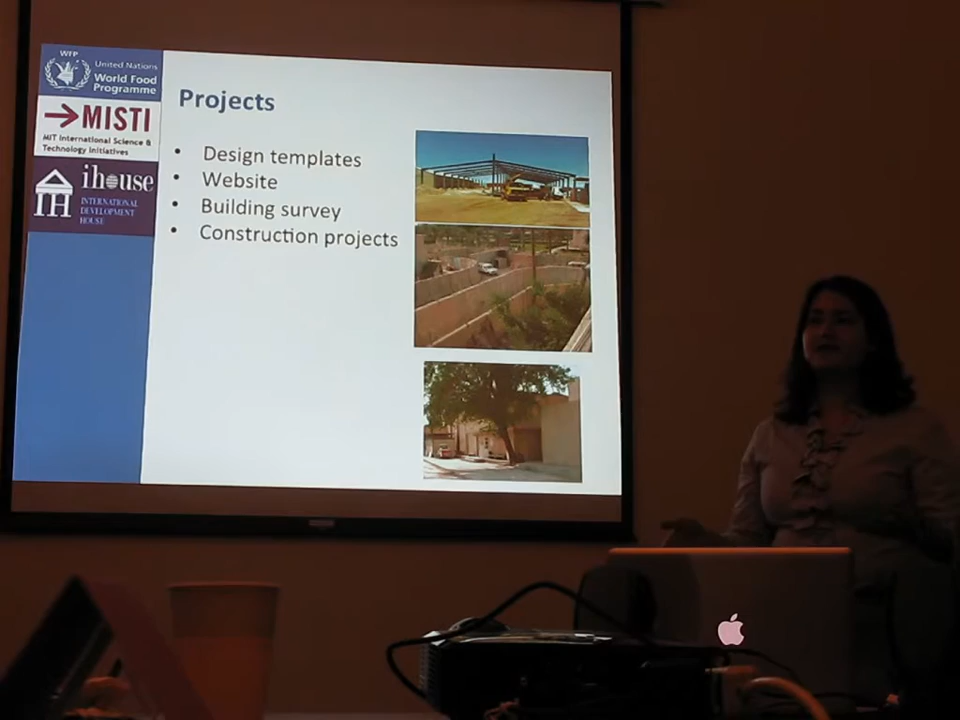 WFP
United Nations
World Food
Programme
MISTI
MIT International Science &
Technology Initiatives
IH
ihouse
INTERNATIONAL
DEVELOPMENT
HOUSE
Projects
• Design templates
• Website
• Building survey
• Construction projects